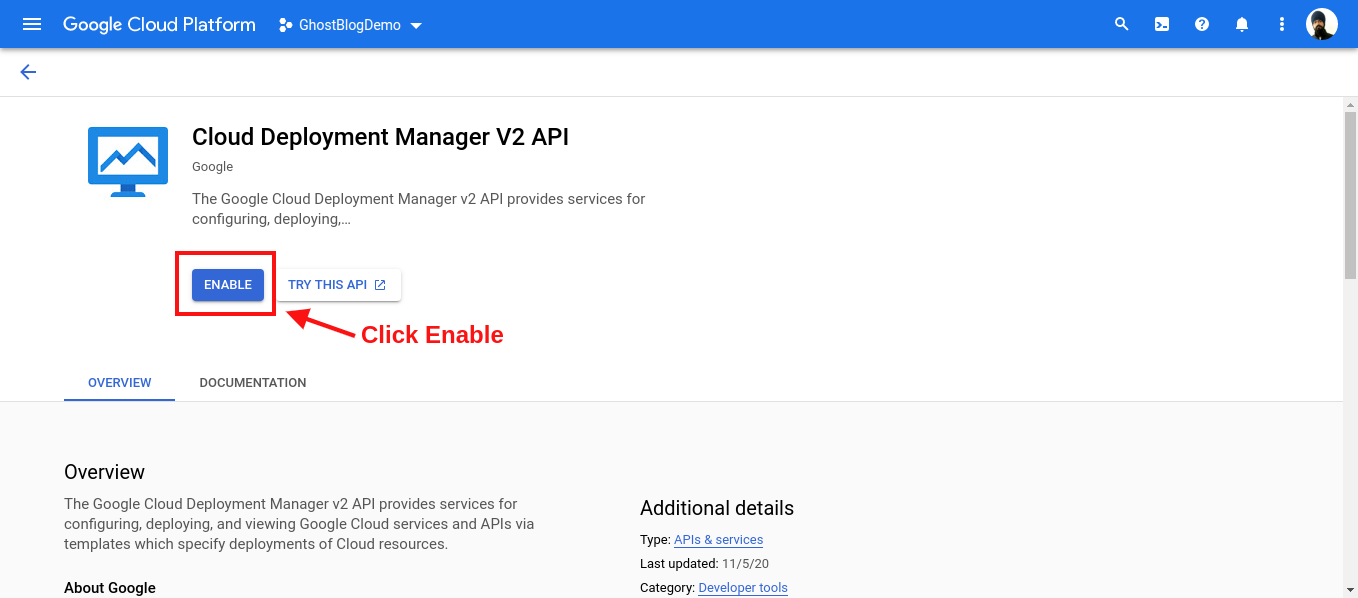 Google Cloud Platform
GhostBlogDemo
Cloud Deployment Manager V2 API
Google
The Google Cloud Deployment Manager v2 API provides services for
configuring, deploying,...
ENABLE
TRY THIS API
Click Enable
OVERVIEW
DOCUMENTATION
Overview
The Google Cloud Deployment Manager v2 API provides services for
configuring, deploying, and viewing Google Cloud services and APIs via
templates which specify deployments of Cloud resources.
About Google
Additional details
Type: APIs & services
Last updated: 11/5/20
Category: Developer tools